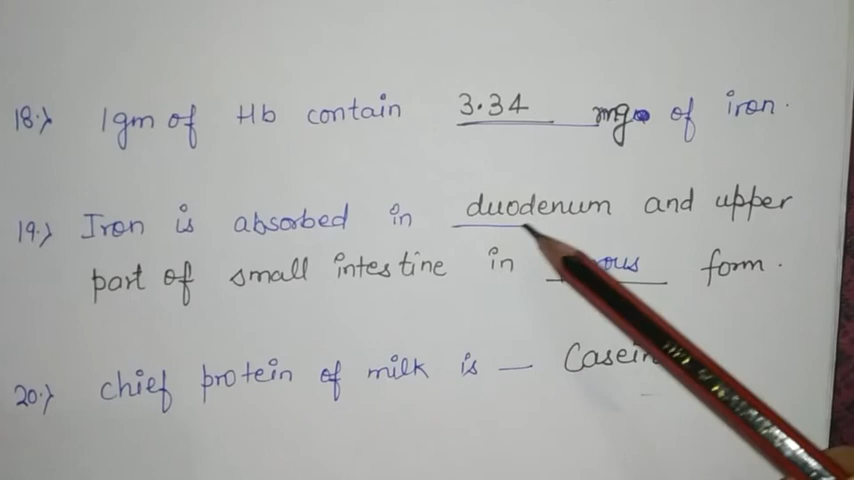 18.) 1gm of Hb contain 3.34 mg of iron.
19.) Iron is absorbed in duodenum and upper
part of small intestine in form.
20.) chief protein of milk is — Casein